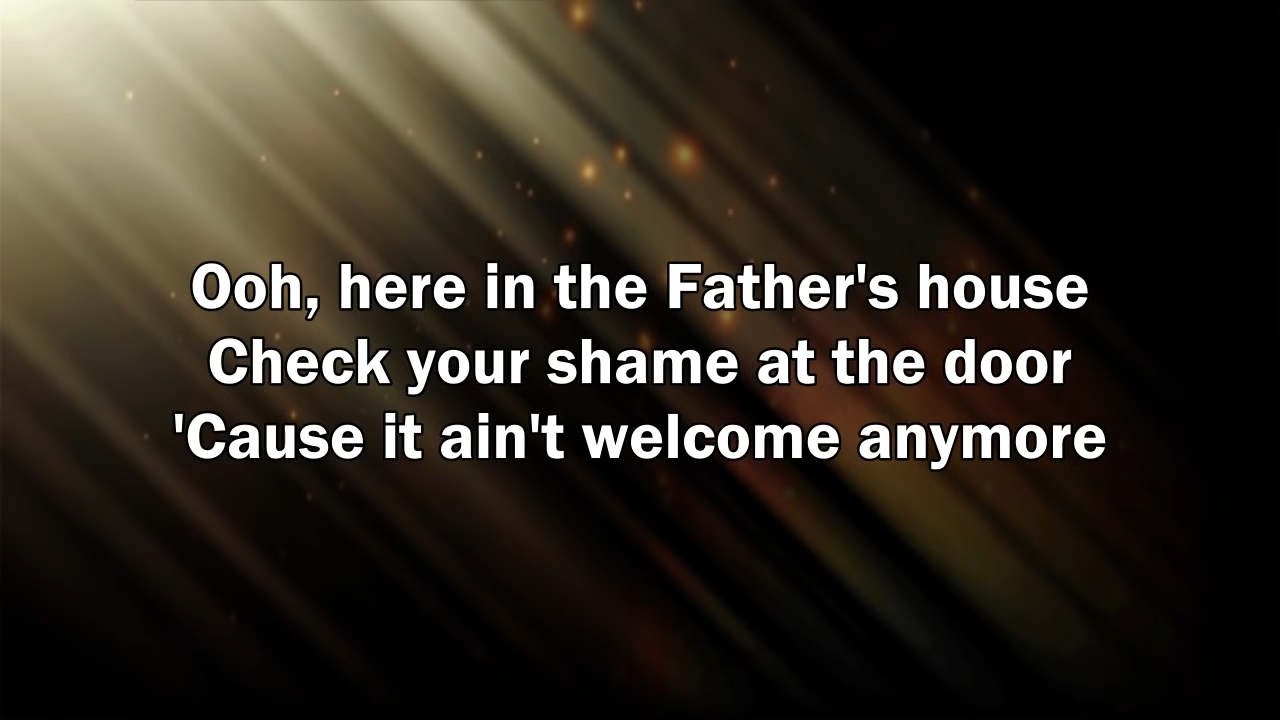 Ooh, here in the Father's house
Check your shame at the door
'Cause it ain't welcome anymore